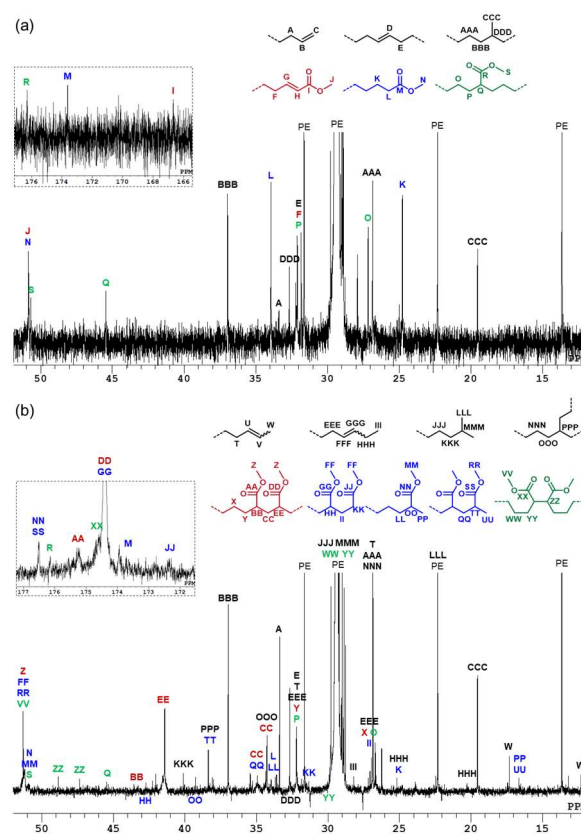 (a)
A C
B
D
E
CCC
AAA DDD
BBB
G
F H I J
O
K M N
L
O R S
P Q
R
M
I
176 174 172 170 168 166
PPM
PE
PE
PE
PE
BBB
L
AAA
E
F
P
O
K
J
N
S
Q
DDD
A
CCC
50 45 40 35 30 25 20 15
PPM
(b)
U W
T V
EEE GGG III
FFF HHH
LLL
JJJ MMM
KKK
NNN PPP
OOO
Z Z
AA DD
X BB EE
Y CC
FF FF
GG JJ
HH KK
II
MM
NN
OO
LL PP
RR
SS
QQ TT UU
VV
XX ZZ
WW YY
DD
GG
NN
SS
R
AA
XX
M
JJ
177 176 175 174 173 172
PPM
JJJ MMM
WW YY
T
AAA
NNN
LLL
PE
PE
PE
PE
BBB
A
Z
FF
RR
VV
EE
E
T
EEE
Y
P
CCC
OOO
CC
PPP
TT
EEE
X O
II
N
MM
S
ZZ
ZZ
Q
BB
HH
KKK
OO
CC
QQ
L
LL
DDD
KK
YY
III
HHH
K
HHH
W
PP
UU
W
50 45 40 35 30 25 20 15
PPM